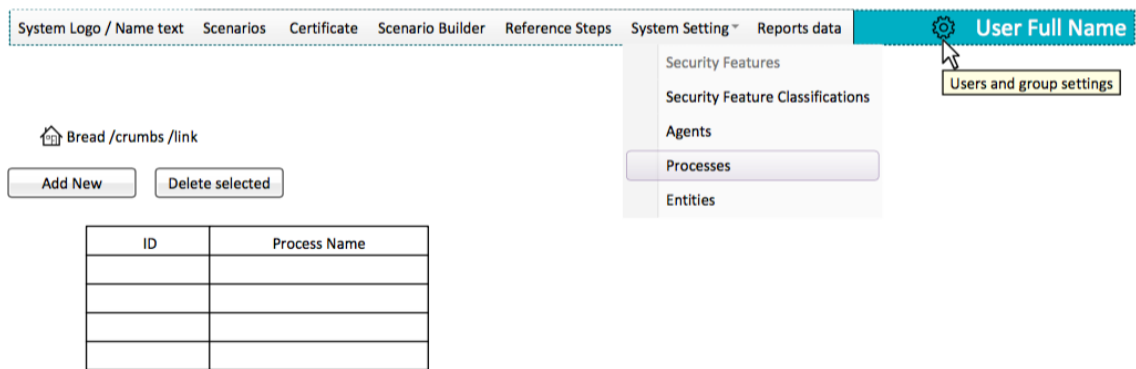 System Logo / Name text Scenarios Certificate Scenario Builder Reference Steps System Setting Reports data User Full Name
Users and group settings
Security Features
Security Feature Classifications
Agents
Processes
Entities
Bread /crumbs /link
Add New Delete selected
ID Process Name